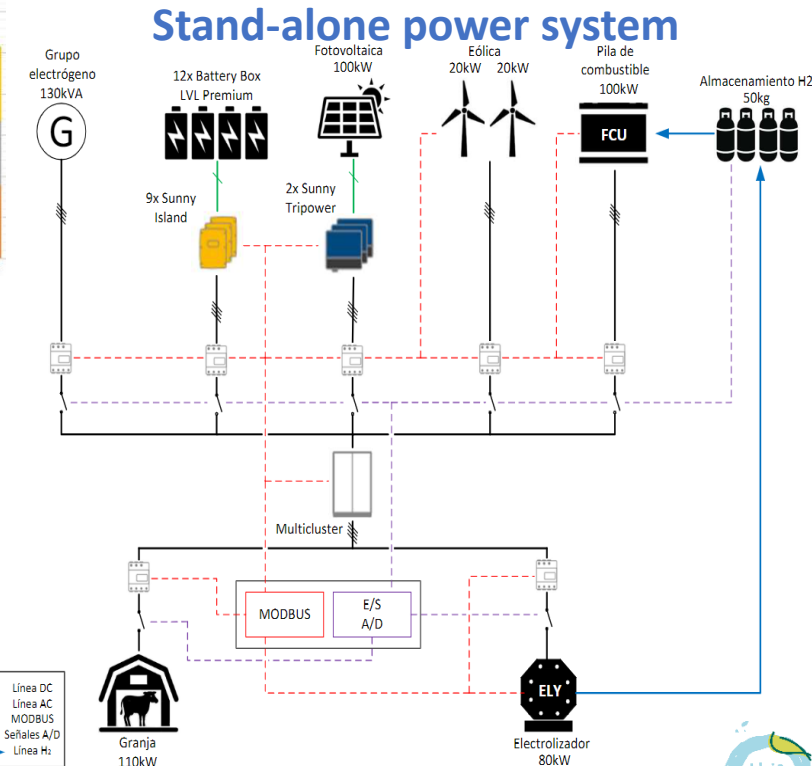 Stand-alone power system
Grupo
electrógeno
130kVA
G
12x Battery Box
LVL Premium
Fotovoltaica
100kW
Eólica
20kW 20kW
Pila de
combustible
100kW
FCU
Almacenamiento H2
50kg
9x Sunny
Island
2x Sunny
Tripower
Multicluster
MODBUS
E/S
A/D
Granja
110kW
ELY
Electrolizador
80kW
Línea DC
Línea AC
MODBUS
Señales A/D
Línea H₂